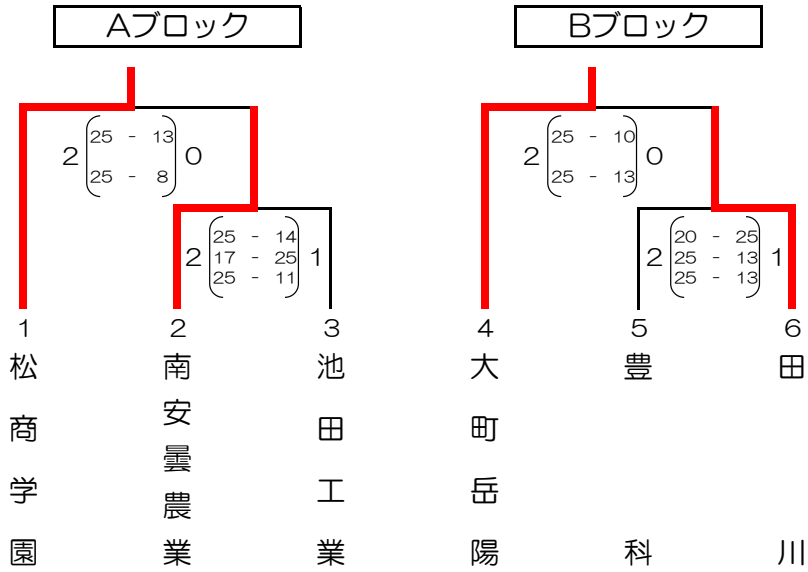 Aブロック
2 25 - 13 0
25 - 8
2 25 - 14 1
17 - 25
25 - 11
1 2 3
松商学園
南安曇農業
池田工業
Bブロック
2 25 - 10 0
25 - 13
2 20 - 25 1
25 - 13
25 - 13
4 5 6
大町岳陽
豊科
田川